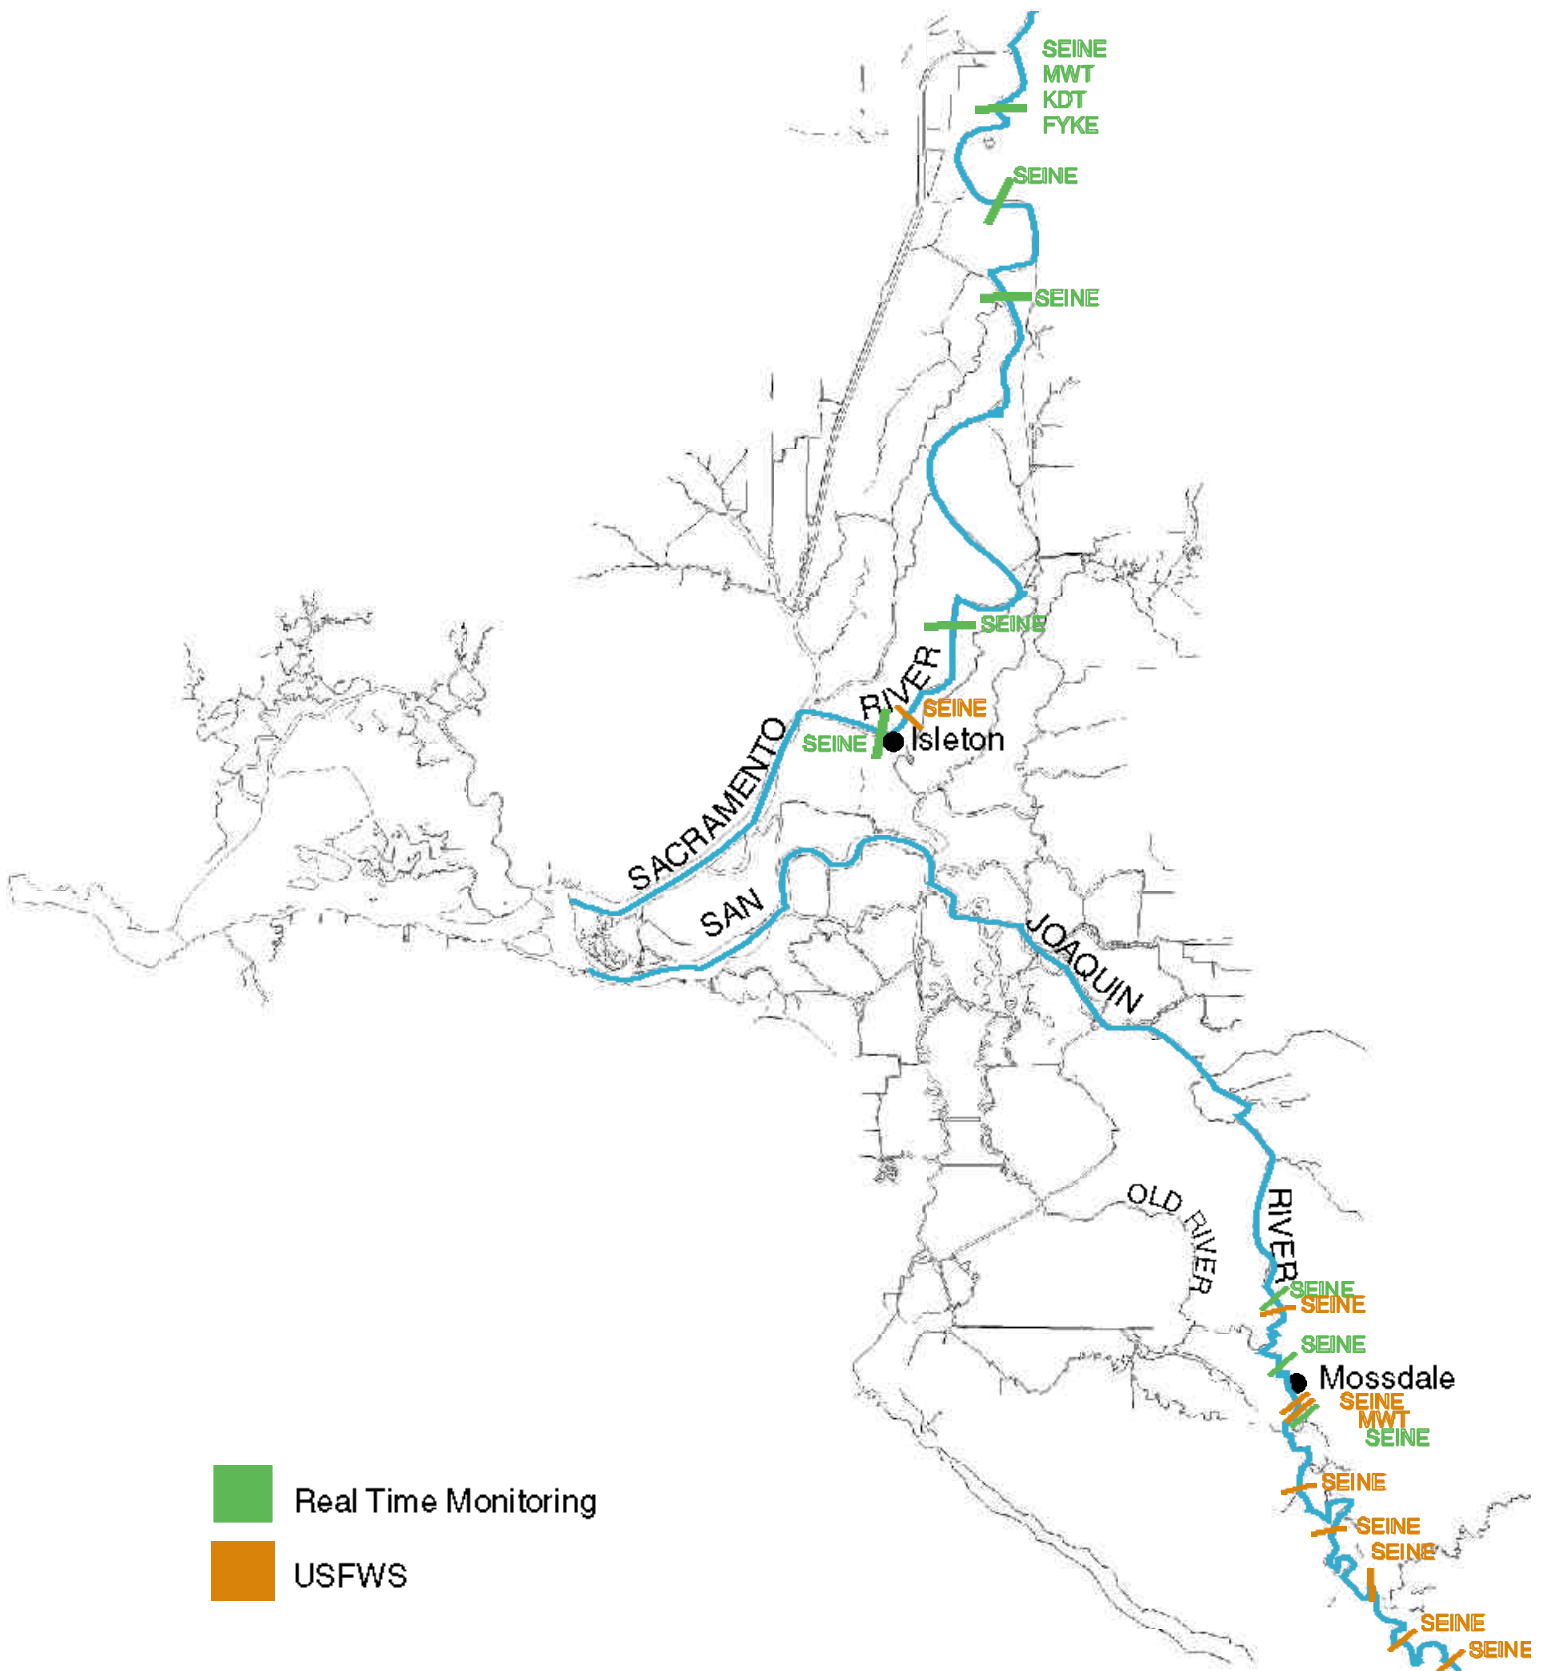 SEINE
MWT
KDT
FYKE
SEINE
SEINE
SEINE
RIVER
SEINE
SEINE
Isleton
SACRAMENTO
SAN
JOAQUIN
OLD RIVER
RIVER
SEINE
SEINE
SEINE
Mossdale
SEINE
MWT
SEINE
SEINE
SEINE
SEINE
SEINE
SEINE
Real Time Monitoring
USFWS